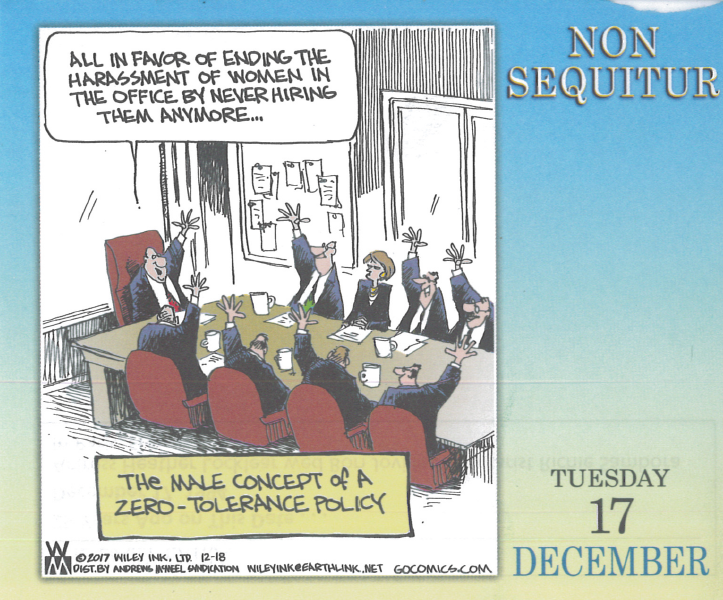 ALL IN FAVOR OF ENDING THE
HARASSMENT OF WOMEN IN
THE OFFICE BY NEVER HIRING
THEM ANYMORE...
NON
SEQUITUR
THE MALE CONCEPT OF A
ZERO-TOLERANCE POLICY
TUESDAY
17
DECEMBER
WM
©2017 WILEY INK, LTD. 12-18
DIST. BY ANDREWS McMEEL SYNDICATION WILEYINK@EARTHLINK.NET GOCOMICS.COM